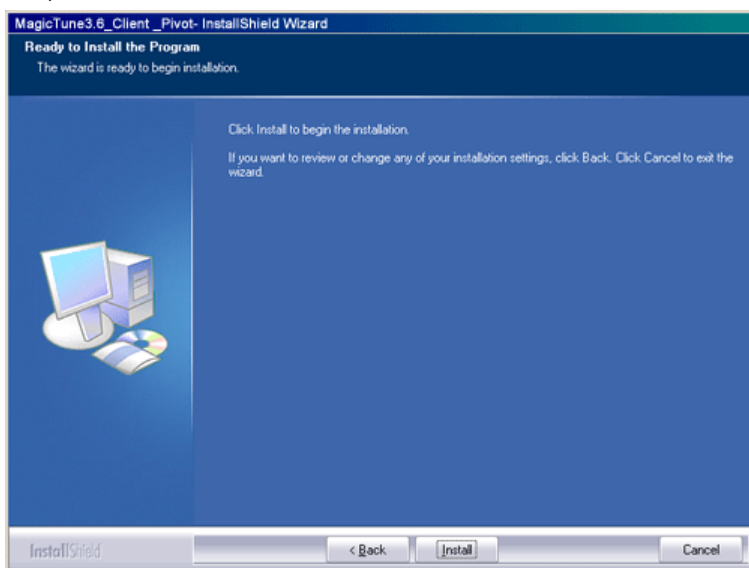 MagicTune3.6_Client _Pivot- InstallShield Wizard
Ready to Install the Program
The wizard is ready to begin installation.
Click Install to begin the installation.
If you want to review or change any of your installation settings, click Back. Click Cancel to exit the
wizard.
InstallShield
< Back
Install
Cancel